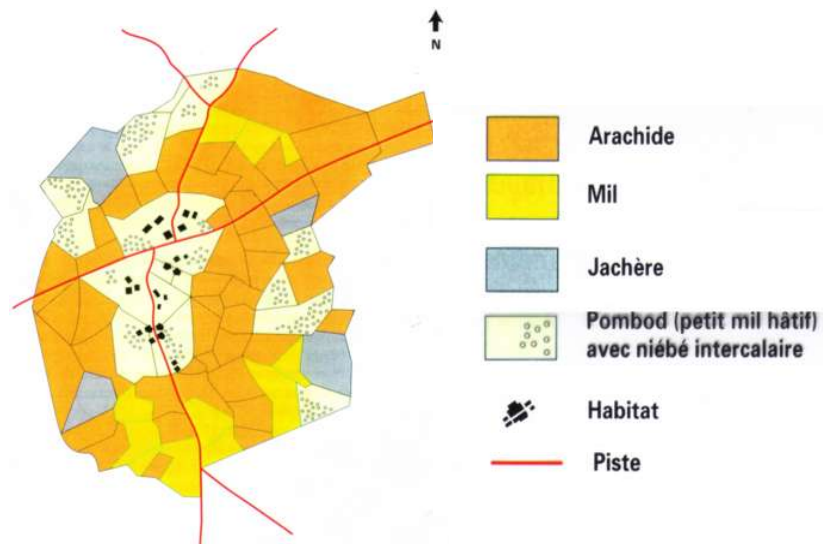 N
Arachide
Mil
Jachère
Pombod (petit mil hâtif)
avec niébé intercalaire
Habitat
Piste